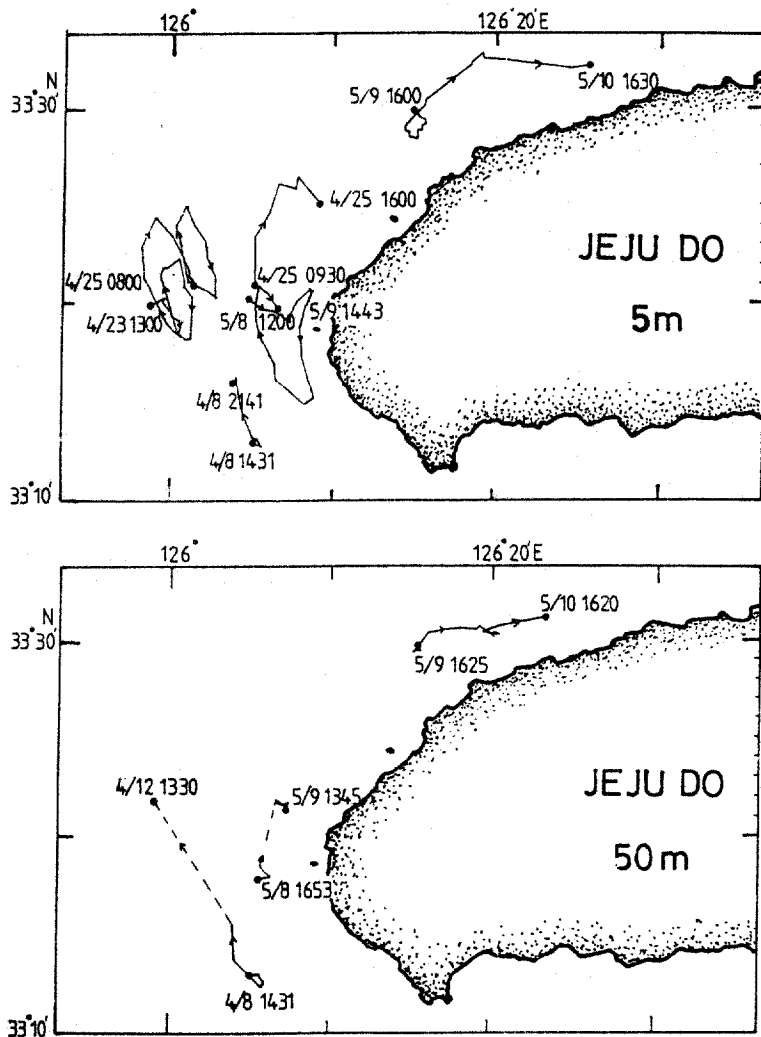 126° 126°20'E
N
33°30'
5/9 1600
5/10 1630
4/25 1600
JEJU DO
4/25 0800
4/25 0930
4/23 1300
5/8 1200
5/9 1443
5m
4/8 2141
4/8 1431
33°10'
126° 126°20'E
N
33°30'
5/10 1620
5/9 1625
4/12 1330
5/9 1345
JEJU DO
50m
5/8 1653
4/8 1431
33°10'